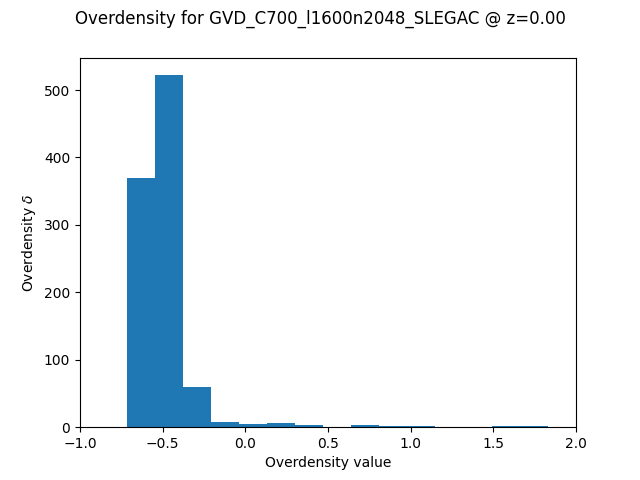 Overdensity for GVD_C700_l1600n2048_SLEGAC @ z=0.00
Overdensity δ
500
400
300
200
100
0
−1.0 −0.5 0.0 0.5 1.0 1.5 2.0
Overdensity value